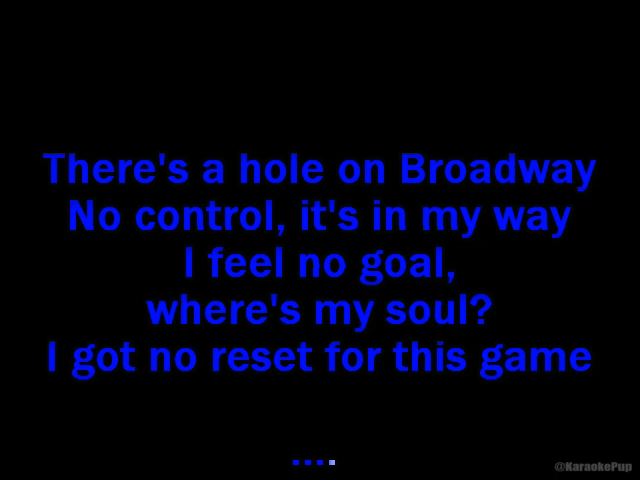 There's a hole on Broadway
No control, it's in my way
I feel no goal,
where's my soul?
I got no reset for this game
@KaraokePup